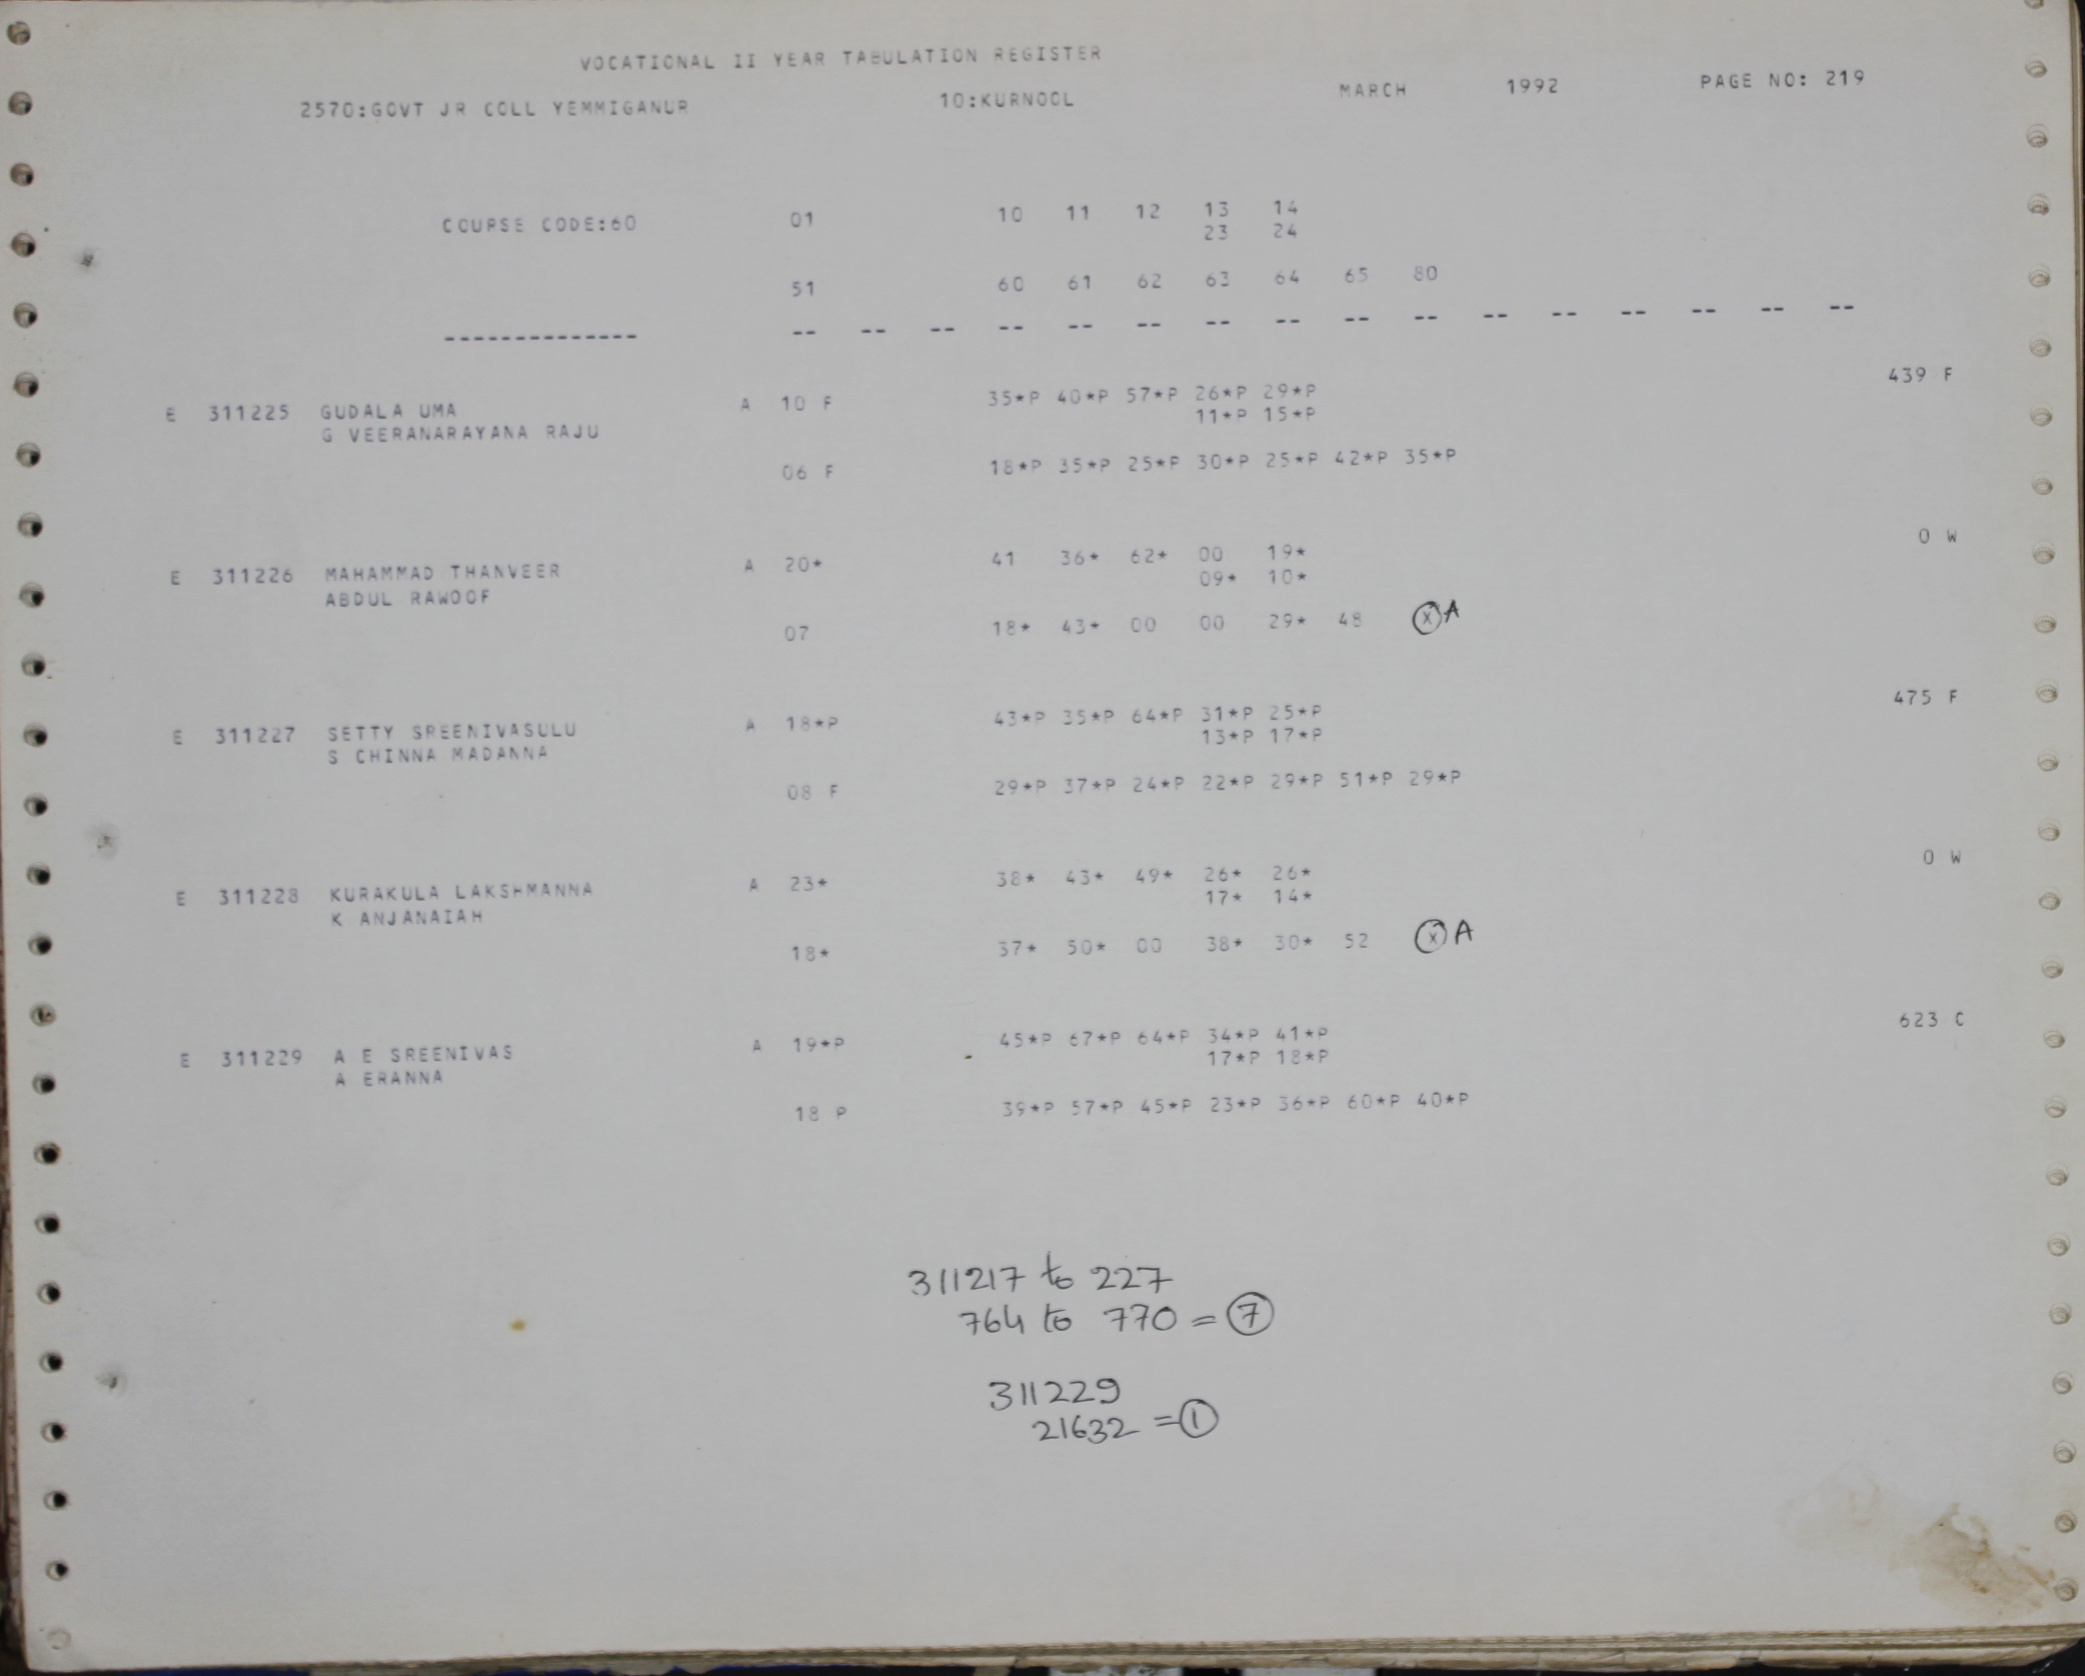 VOCATIONAL II YEAR TABULATION REGISTER
2570:GOVT JR COLL YEMMIGANUR 10:KURNOOL MARCH 1992 PAGE NO: 219
COURSE CODE:60 01 10 11 12 13 14
23 24
51 60 61 62 63 64 65 80
-------------- -- -- -- -- -- -- -- -- -- -- -- -- -- -- -- --
439 F
E 311225 GUDALA UMA A 10 F 35*P 40*P 57*P 26*P 29*P
G VEERANARAYANA RAJU 11*P 15*P
06 F 18*P 35*P 25*P 30*P 25*P 42*P 35*P
0 W
E 311226 MAHAMMAD THANVEER A 20* 41 36* 62* 00 19*
ABDUL RAWOOF 09* 10*
07 18* 43* 00 00 29* 48 (X)A
475 F
E 311227 SETTY SREENIVASULU A 18*P 43*P 35*P 64*P 31*P 25*P
S CHINNA MADANNA 13*P 17*P
08 F 29*P 37*P 24*P 22*P 29*P 51*P 29*P
0 W
E 311228 KURAKULA LAKSHMANNA A 23* 38* 43* 49* 26* 26*
K ANJANAIAH 17* 14*
18* 37* 50* 00 38* 30* 52 (X)A
623 C
E 311229 A E SREENIVAS A 19*P 45*P 67*P 64*P 34*P 41*P
A ERANNA 17*P 18*P
18 P 39*P 57*P 45*P 23*P 36*P 60*P 40*P
311217 to 227
764 to 770 = 7
311229
21632 = 1